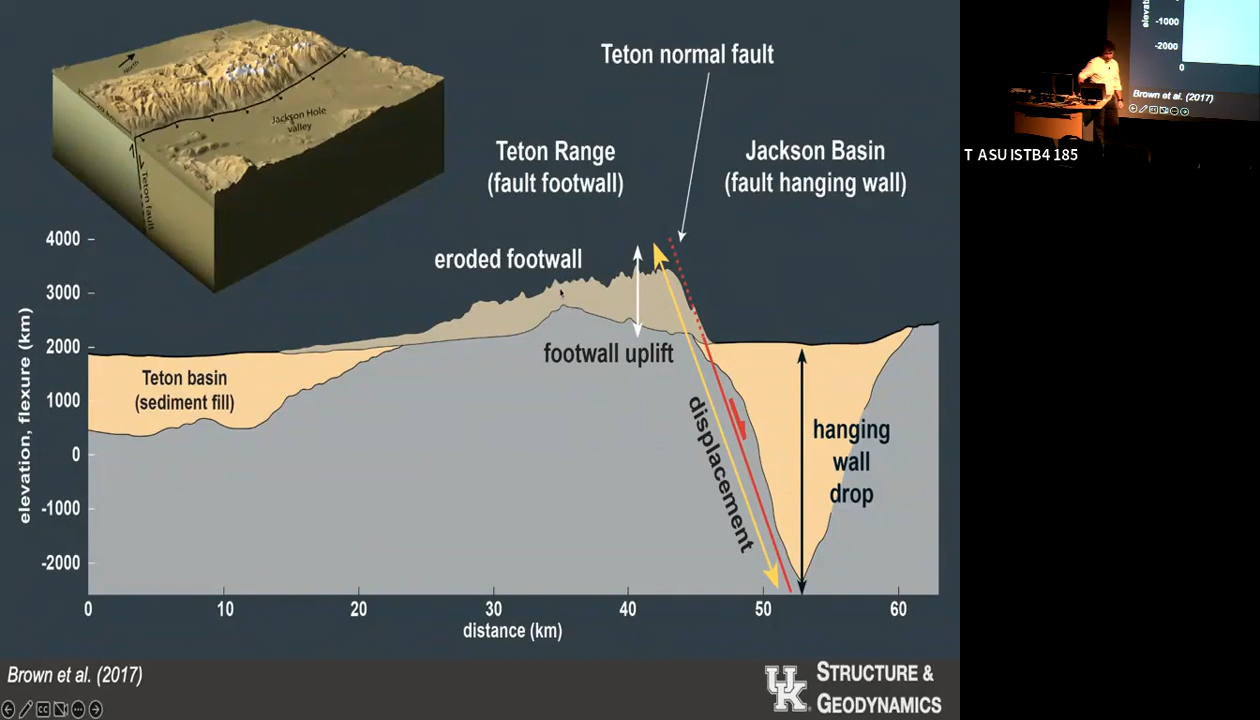 North
Jackson Hole
valley
Teton fault
Teton normal fault
Teton Range
(fault footwall)
Jackson Basin
(fault hanging wall)
eroded footwall
footwall uplift
Teton basin
(sediment fill)
displacement
hanging
wall
drop
elevation, flexure (km)
4000
3000
2000
1000
0
-1000
-2000
0
10
20
30
40
50
60
distance (km)
Brown et al. (2017)
UK
STRUCTURE &
GEODYNAMICS
-1000
-2000
0
Brown et al. (2017)
T ASU ISTB4 185